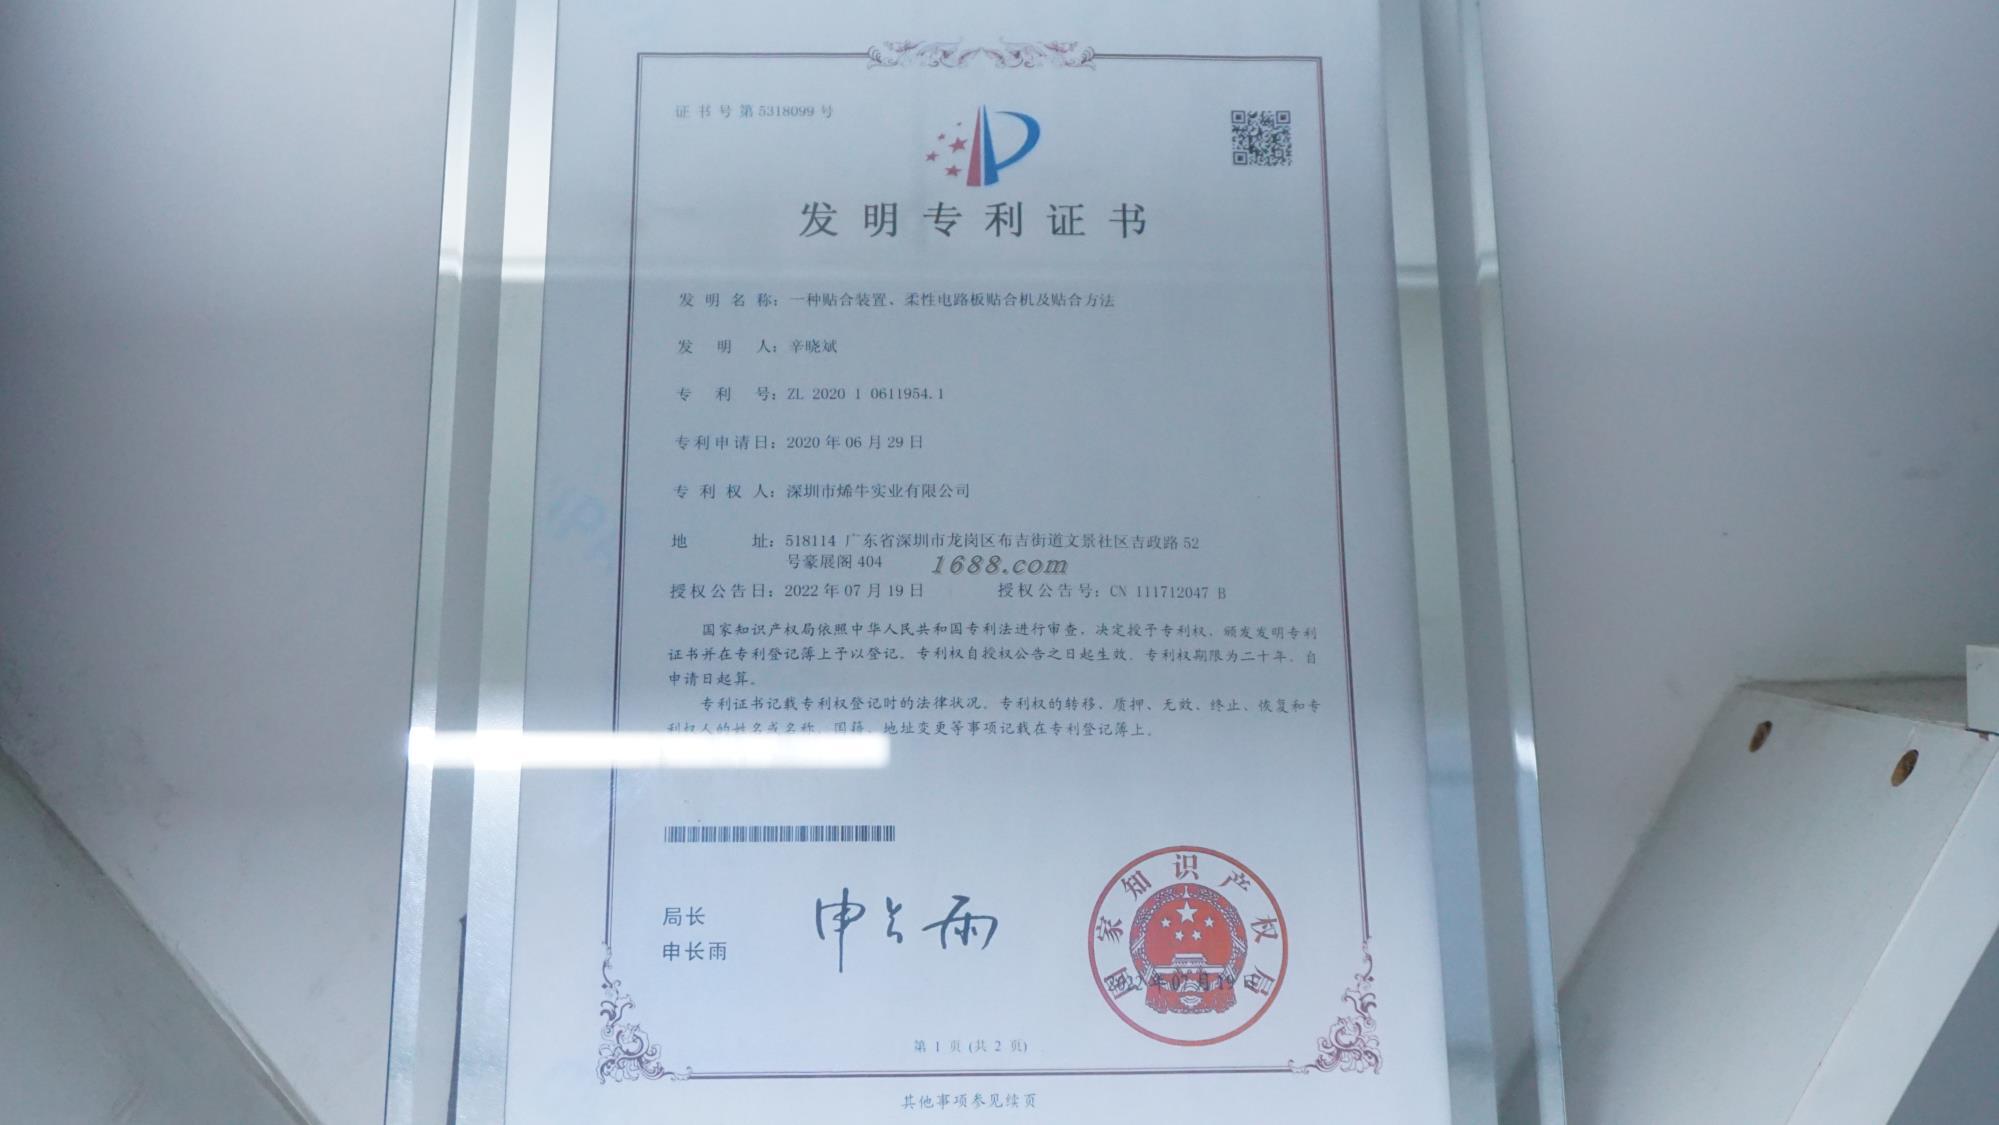 证书号第5318099号
发明专利证书
发明名称：一种贴合装置、柔性电路板贴合机及贴合方法
发明人：辛晓斌
专利号：ZL 2020 1 0611954.1
专利申请日：2020年06月29日
专利权人：深圳市烯牛实业有限公司
地址：518114 广东省深圳市龙岗区布吉街道文景社区吉政路52
号豪展阁404
1688.com
授权公告日：2022年07月19日 授权公告号：CN 111712047 B
国家知识产权局依照中华人民共和国专利法进行审查，决定授予专利权，颁发发明专利
证书并在专利登记簿上予以登记。专利权自授权公告之日起生效。专利权期限为二十年，自
申请日起算。
专利证书记载专利权登记时的法律状况。专利权的转移、质押、无效、终止、恢复和专
利权人的姓名或名称、国籍、地址变更等事项记载在专利登记簿上。
局长
申长雨
申长雨
国家知识产权局
2022年07月19日
第1页(共2页)
其他事项参见续页